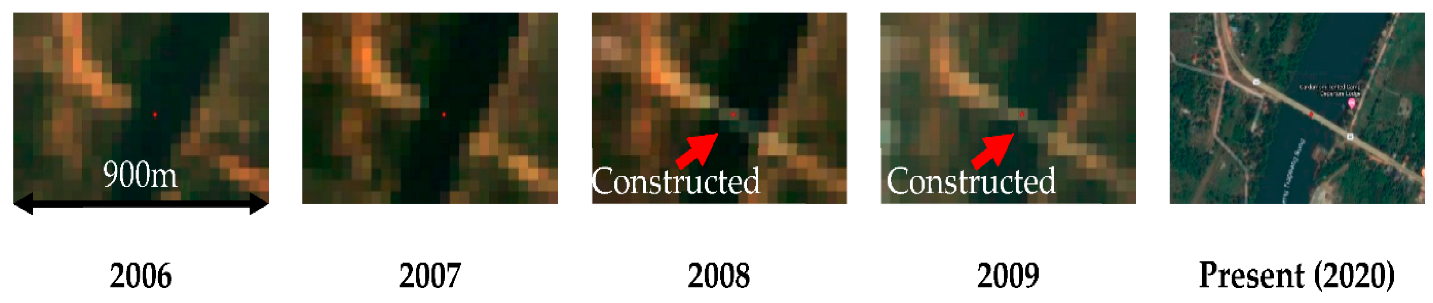 900m
Constructed
Constructed
2006
2007
2008
2009
Present (2020)